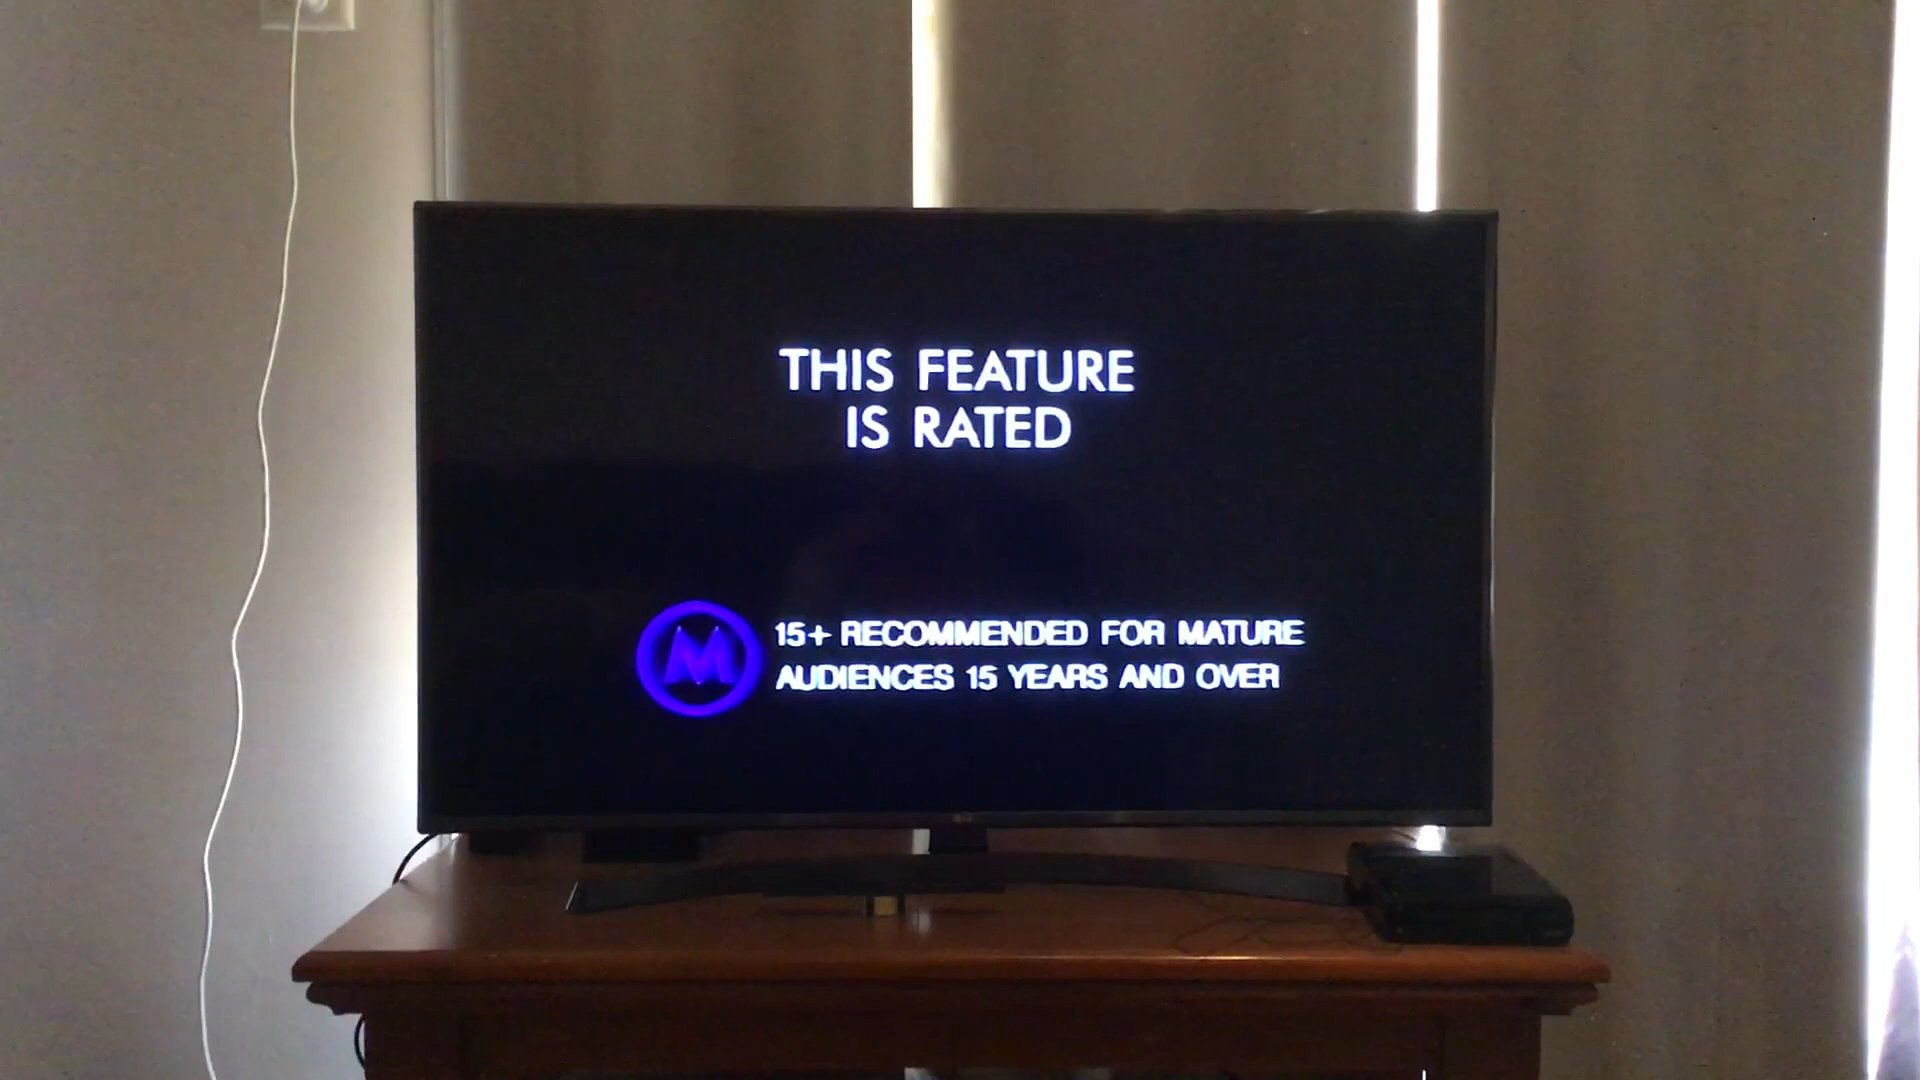 THIS FEATURE
IS RATED
M
15+ RECOMMENDED FOR MATURE
AUDIENCES 15 YEARS AND OVER